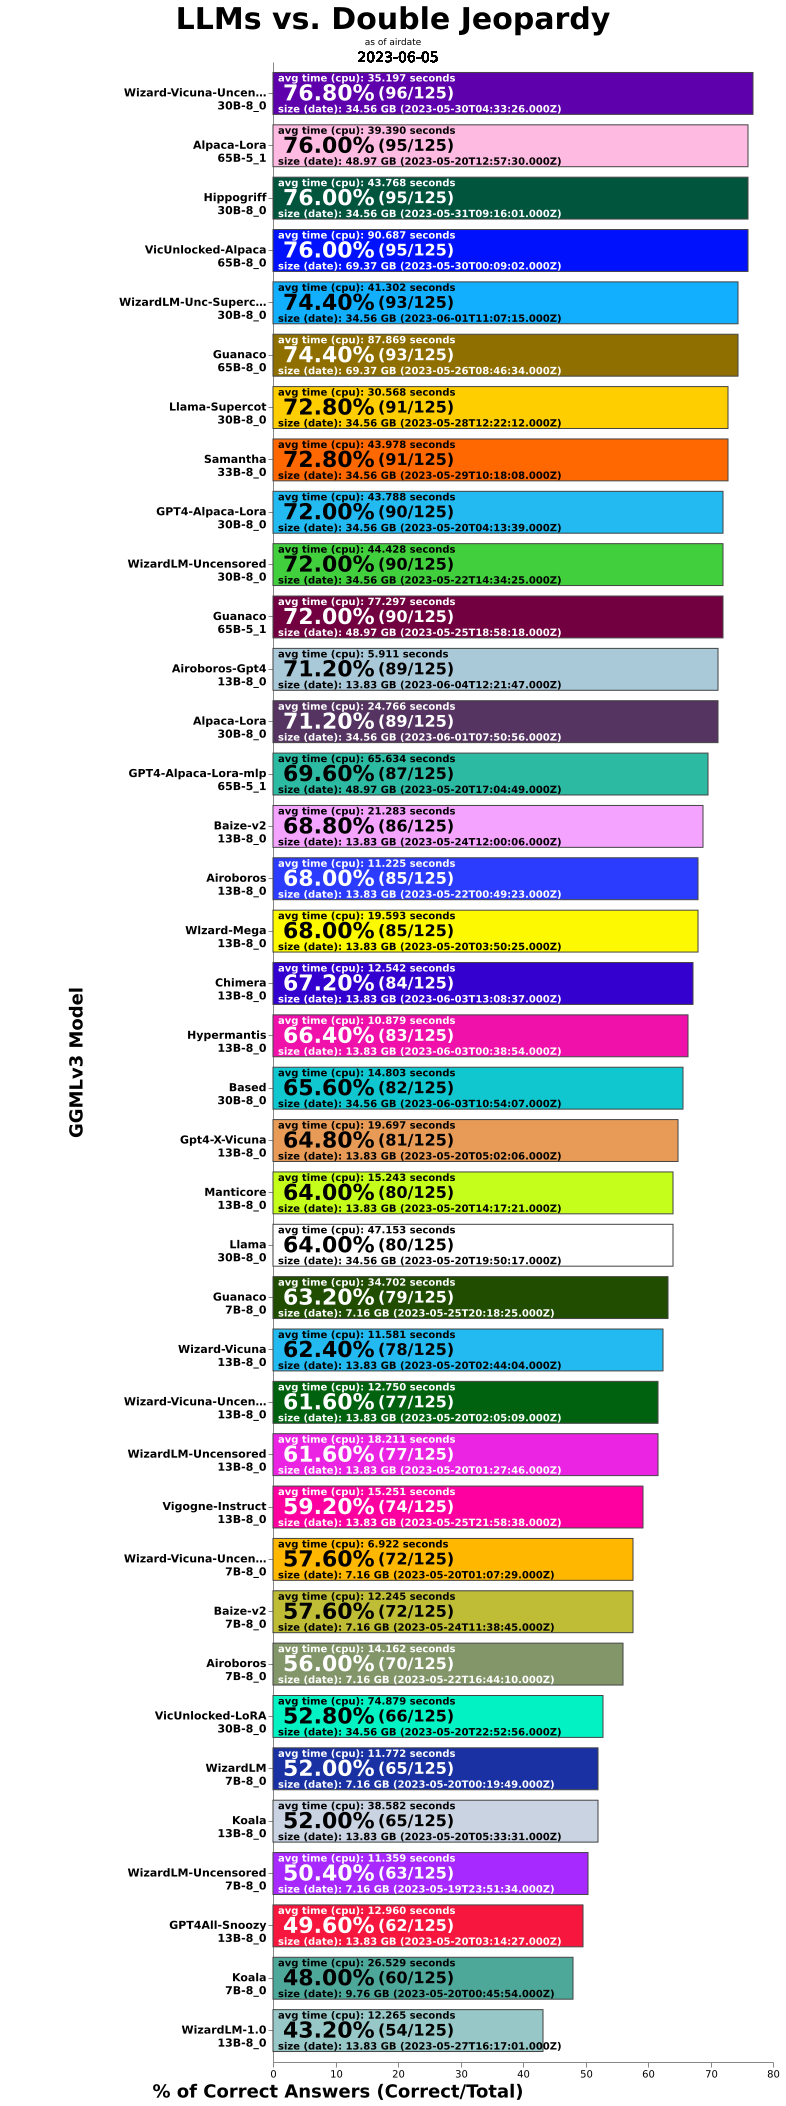 LLMs vs. Double Jeopardy
as of airdate
2023-06-05
Wizard-Vicuna-Uncen...
30B-8_0
avg time (cpu): 35.197 seconds
76.80% (96/125)
size (date): 34.56 GB (2023-05-30T04:33:26.000Z)
Alpaca-Lora
65B-5_1
avg time (cpu): 39.390 seconds
76.00% (95/125)
size (date): 48.97 GB (2023-05-20T12:57:30.000Z)
Hippogriff
30B-8_0
avg time (cpu): 43.768 seconds
76.00% (95/125)
size (date): 34.56 GB (2023-05-31T09:16:01.000Z)
VicUnlocked-Alpaca
65B-8_0
avg time (cpu): 90.687 seconds
76.00% (95/125)
size (date): 69.37 GB (2023-05-30T00:09:02.000Z)
WizardLM-Unc-Superc...
30B-8_0
avg time (cpu): 41.302 seconds
74.40% (93/125)
size (date): 34.56 GB (2023-06-01T11:07:15.000Z)
Guanaco
65B-8_0
avg time (cpu): 87.869 seconds
74.40% (93/125)
size (date): 69.37 GB (2023-05-26T08:46:34.000Z)
Llama-Supercot
30B-8_0
avg time (cpu): 30.568 seconds
72.80% (91/125)
size (date): 34.56 GB (2023-05-28T12:22:12.000Z)
Samantha
33B-8_0
avg time (cpu): 43.978 seconds
72.80% (91/125)
size (date): 34.56 GB (2023-05-29T10:18:08.000Z)
GPT4-Alpaca-Lora
30B-8_0
avg time (cpu): 43.788 seconds
72.00% (90/125)
size (date): 34.56 GB (2023-05-20T04:13:39.000Z)
WizardLM-Uncensored
30B-8_0
avg time (cpu): 44.428 seconds
72.00% (90/125)
size (date): 34.56 GB (2023-05-22T14:34:25.000Z)
Guanaco
65B-5_1
avg time (cpu): 77.297 seconds
72.00% (90/125)
size (date): 48.97 GB (2023-05-25T18:58:18.000Z)
Airoboros-Gpt4
13B-8_0
avg time (cpu): 5.911 seconds
71.20% (89/125)
size (date): 13.83 GB (2023-06-04T12:21:47.000Z)
Alpaca-Lora
30B-8_0
avg time (cpu): 24.766 seconds
71.20% (89/125)
size (date): 34.56 GB (2023-06-01T07:50:56.000Z)
GPT4-Alpaca-Lora-mlp
65B-5_1
avg time (cpu): 65.634 seconds
69.60% (87/125)
size (date): 48.97 GB (2023-05-20T17:04:49.000Z)
Baize-v2
13B-8_0
avg time (cpu): 21.283 seconds
68.80% (86/125)
size (date): 13.83 GB (2023-05-24T12:00:06.000Z)
Airoboros
13B-8_0
avg time (cpu): 11.225 seconds
68.00% (85/125)
size (date): 13.83 GB (2023-05-22T00:49:23.000Z)
WIzard-Mega
13B-8_0
avg time (cpu): 19.593 seconds
68.00% (85/125)
size (date): 13.83 GB (2023-05-20T03:50:25.000Z)
Chimera
13B-8_0
avg time (cpu): 12.542 seconds
67.20% (84/125)
size (date): 13.83 GB (2023-06-03T13:08:37.000Z)
Hypermantis
13B-8_0
avg time (cpu): 10.879 seconds
66.40% (83/125)
size (date): 13.83 GB (2023-06-03T00:38:54.000Z)
Based
30B-8_0
avg time (cpu): 14.803 seconds
65.60% (82/125)
size (date): 34.56 GB (2023-06-03T10:54:07.000Z)
Gpt4-X-Vicuna
13B-8_0
avg time (cpu): 19.697 seconds
64.80% (81/125)
size (date): 13.83 GB (2023-05-20T05:02:06.000Z)
Manticore
13B-8_0
avg time (cpu): 15.243 seconds
64.00% (80/125)
size (date): 13.83 GB (2023-05-20T14:17:21.000Z)
Llama
30B-8_0
avg time (cpu): 47.153 seconds
64.00% (80/125)
size (date): 34.56 GB (2023-05-20T19:50:17.000Z)
Guanaco
7B-8_0
avg time (cpu): 34.702 seconds
63.20% (79/125)
size (date): 7.16 GB (2023-05-25T20:18:25.000Z)
Wizard-Vicuna
13B-8_0
avg time (cpu): 11.581 seconds
62.40% (78/125)
size (date): 13.83 GB (2023-05-20T02:44:04.000Z)
Wizard-Vicuna-Uncen...
13B-8_0
avg time (cpu): 12.750 seconds
61.60% (77/125)
size (date): 13.83 GB (2023-05-20T02:05:09.000Z)
WizardLM-Uncensored
13B-8_0
avg time (cpu): 18.211 seconds
61.60% (77/125)
size (date): 13.83 GB (2023-05-20T01:27:46.000Z)
Vigogne-Instruct
13B-8_0
avg time (cpu): 15.251 seconds
59.20% (74/125)
size (date): 13.83 GB (2023-05-25T21:58:38.000Z)
Wizard-Vicuna-Uncen...
7B-8_0
avg time (cpu): 6.922 seconds
57.60% (72/125)
size (date): 7.16 GB (2023-05-20T01:07:29.000Z)
Baize-v2
7B-8_0
avg time (cpu): 12.245 seconds
57.60% (72/125)
size (date): 7.16 GB (2023-05-24T11:38:45.000Z)
Airoboros
7B-8_0
avg time (cpu): 14.162 seconds
56.00% (70/125)
size (date): 7.16 GB (2023-05-22T16:44:10.000Z)
VicUnlocked-LoRA
30B-8_0
avg time (cpu): 74.879 seconds
52.80% (66/125)
size (date): 34.56 GB (2023-05-20T22:52:56.000Z)
WizardLM
7B-8_0
avg time (cpu): 11.772 seconds
52.00% (65/125)
size (date): 7.16 GB (2023-05-20T00:19:49.000Z)
Koala
13B-8_0
avg time (cpu): 38.582 seconds
52.00% (65/125)
size (date): 13.83 GB (2023-05-20T05:33:31.000Z)
WizardLM-Uncensored
7B-8_0
avg time (cpu): 11.359 seconds
50.40% (63/125)
size (date): 7.16 GB (2023-05-19T23:51:34.000Z)
GPT4All-Snoozy
13B-8_0
avg time (cpu): 12.960 seconds
49.60% (62/125)
size (date): 13.83 GB (2023-05-20T03:14:27.000Z)
Koala
7B-8_0
avg time (cpu): 26.529 seconds
48.00% (60/125)
size (date): 9.76 GB (2023-05-20T00:45:54.000Z)
WizardLM-1.0
13B-8_0
avg time (cpu): 12.265 seconds
43.20% (54/125)
size (date): 13.83 GB (2023-05-27T16:17:01.000Z)
GGMLv3 Model
0 10 20 30 40 50 60 70 80
% of Correct Answers (Correct/Total)